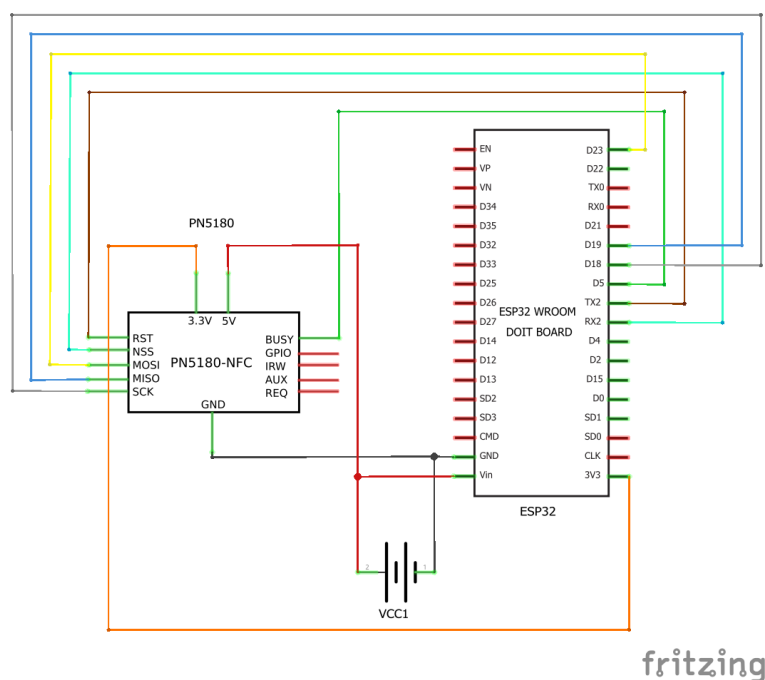 PN5180
3.3V 5V
RST
NSS
MOSI
MISO
SCK
PN5180-NFC
BUSY
GPIO
IRW
AUX
REQ
GND
EN
VP
VN
D34
D35
D32
D33
D25
D26
D27
D14
D12
D13
SD2
SD3
CMD
GND
Vin
ESP32 WROOM
DOIT BOARD
D23
D22
TX0
RX0
D21
D19
D18
D5
TX2
RX2
D4
D2
D15
D0
SD1
SD0
CLK
3V3
ESP32
2 1
VCC1
fritzing